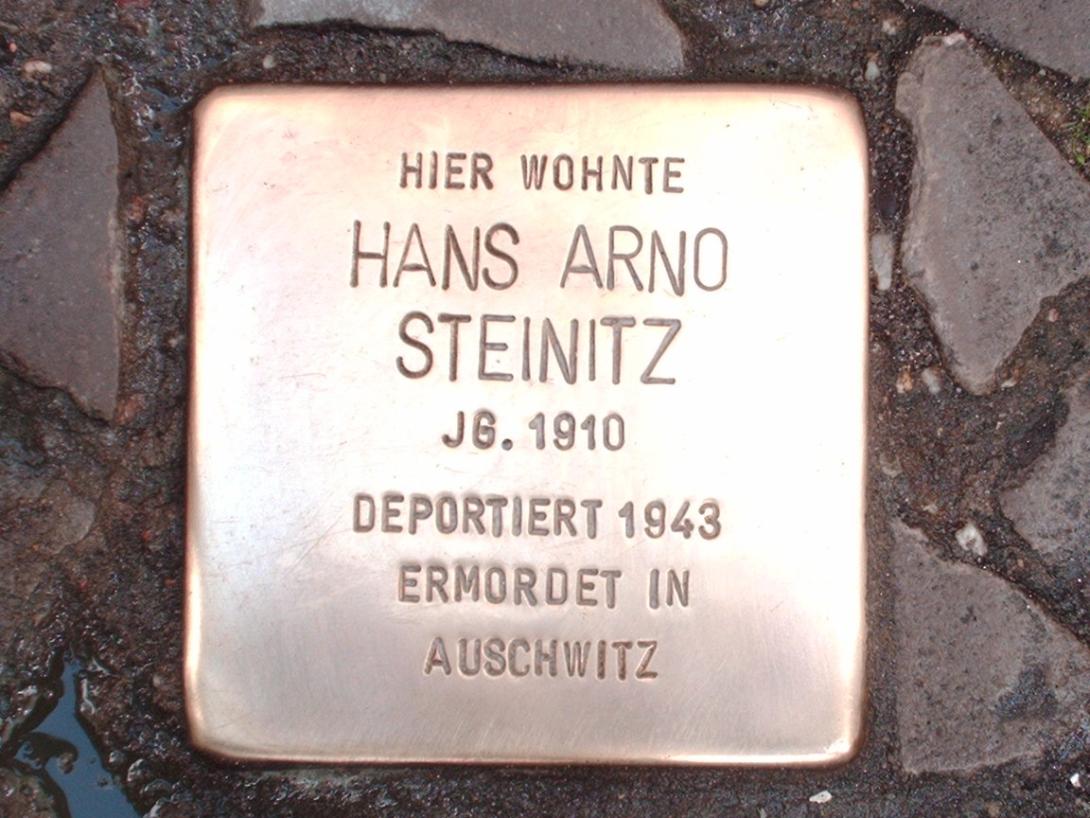 HIER WOHNTE
HANS ARNO
STEINITZ
JG. 1910
DEPORTIERT 1943
ERMORDET IN
AUSCHWITZ